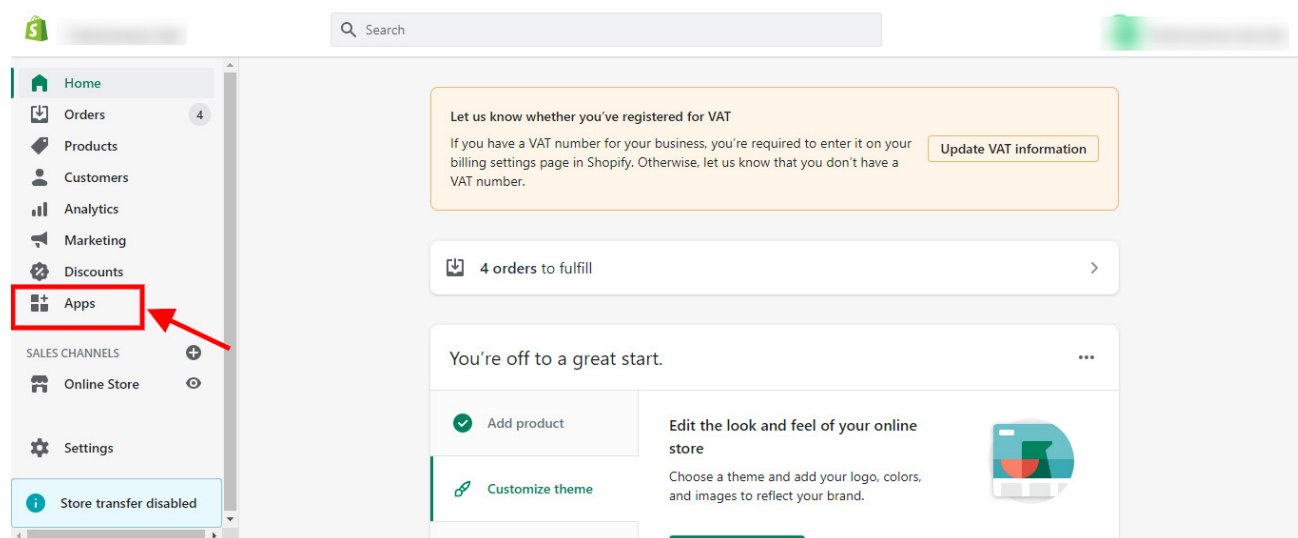 Search
Home
Orders 4
Products
Customers
Analytics
Marketing
Discounts
Apps
SALES CHANNELS
Online Store
Settings
Store transfer disabled
Let us know whether you've registered for VAT
If you have a VAT number for your business, you're required to enter it on your
billing settings page in Shopify. Otherwise, let us know that you don't have a
VAT number.
Update VAT information
4 orders to fulfill
You're off to a great start.
Add product
Customize theme
Edit the look and feel of your online
store
Choose a theme and add your logo, colors,
and images to reflect your brand.